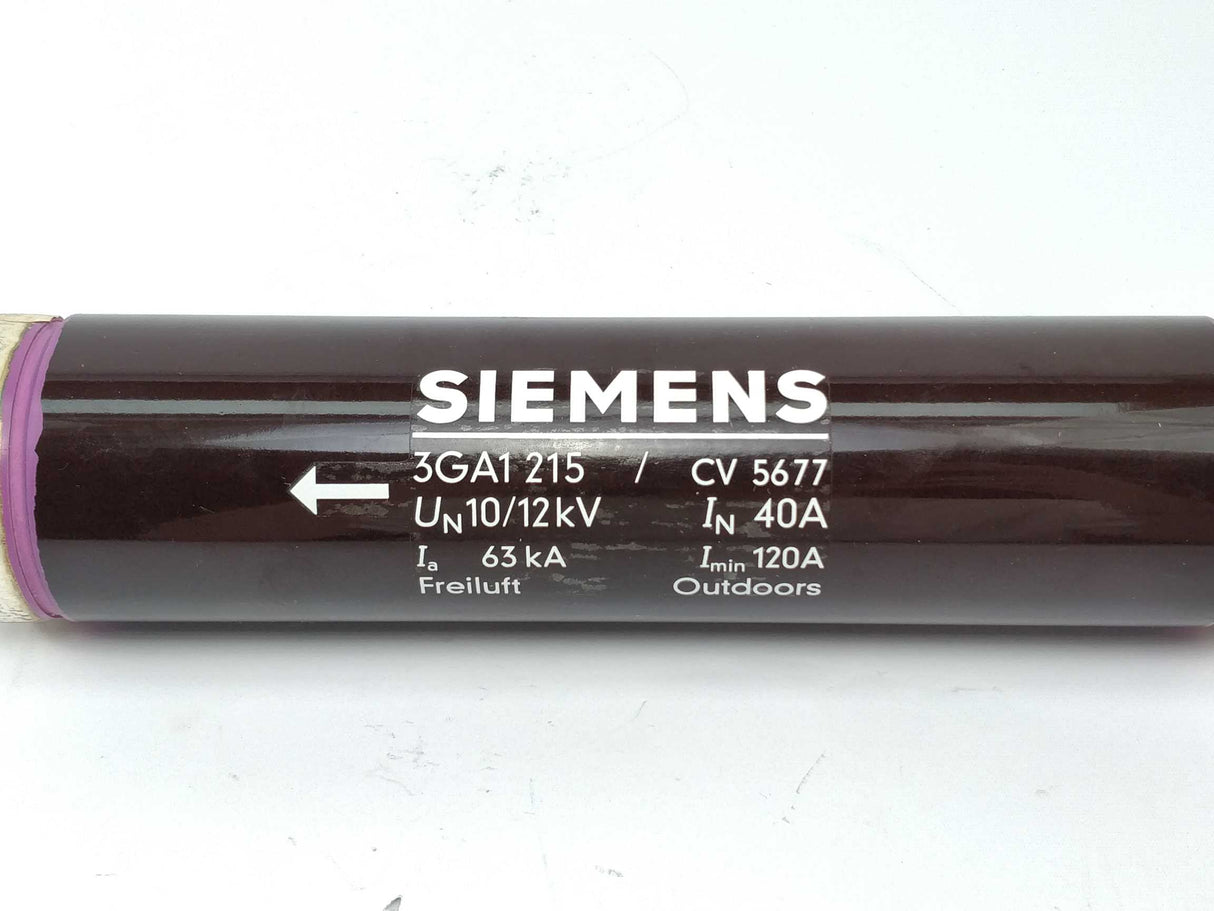 SIEMENS
3GA1 215 / CV 5677
UN 10/12 kV IN 40A
Ia 63 kA Imin 120A
Freiluft Outdoors